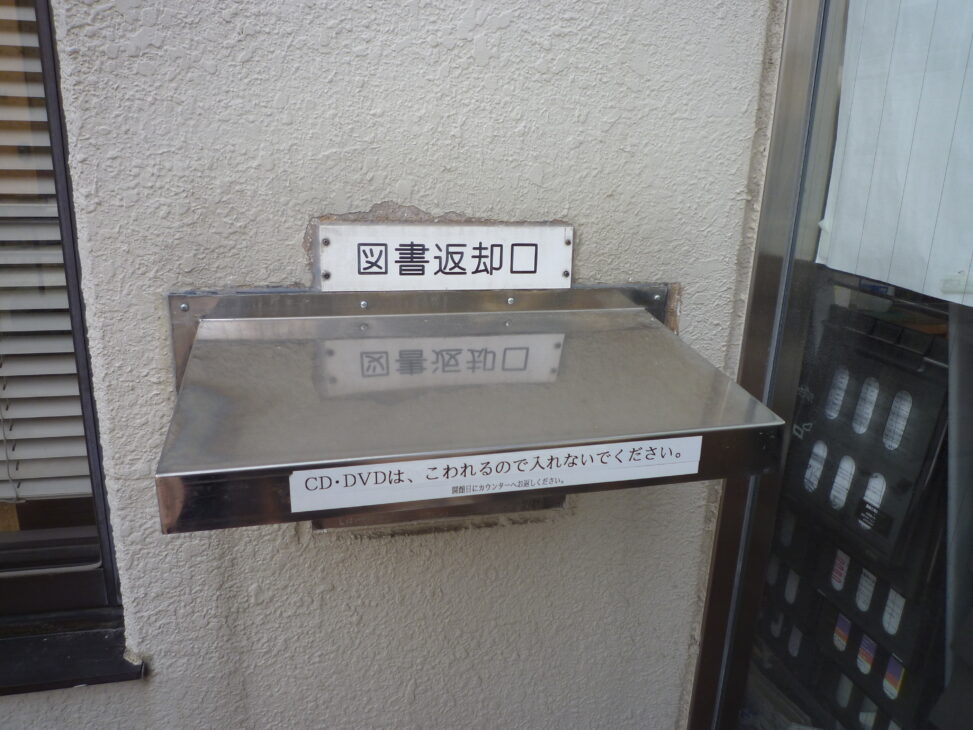 図書返却口
CD・DVDは、こわれるので入れないでください。
開館日にカウンターへお返しください。